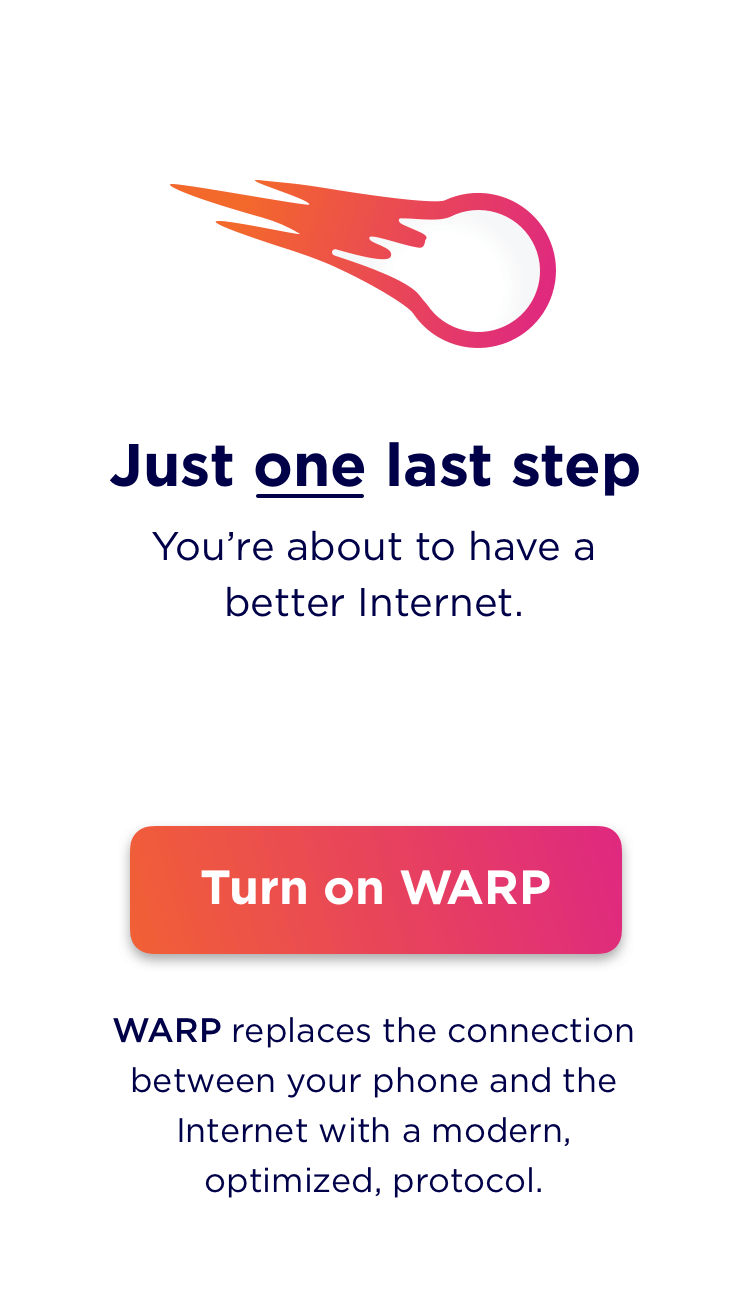 Just one last step
You’re about to have a
better Internet.
Turn on WARP
WARP replaces the connection
between your phone and the
Internet with a modern,
optimized, protocol.